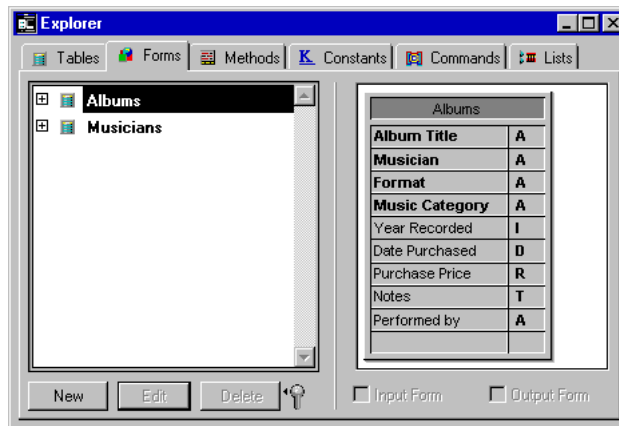 Explorer
Tables Forms Methods K Constants Commands Lists
Albums
Musicians
Albums
Album Title A
Musician A
Format A
Music Category A
Year Recorded I
Date Purchased D
Purchase Price R
Notes T
Performed by A
New Edit Delete Input Form Output Form